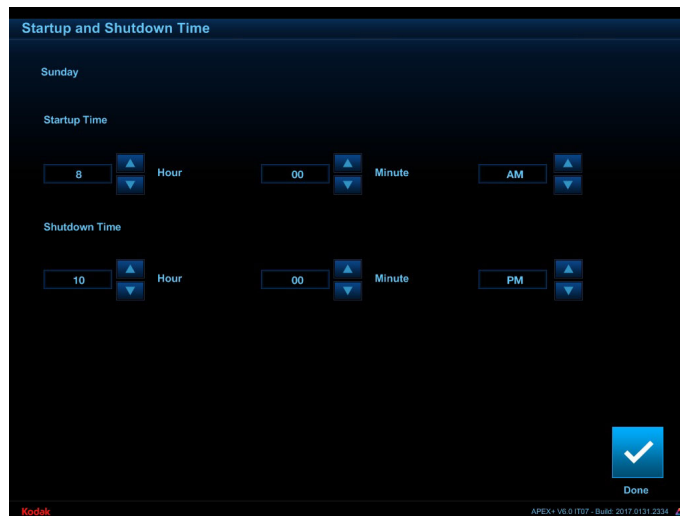 Startup and Shutdown Time
Sunday
Startup Time
8 Hour 00 Minute AM
Shutdown Time
10 Hour 00 Minute PM
Done
Kodak APEX+ V6.0 IT07 - Build: 2017.0131.2334